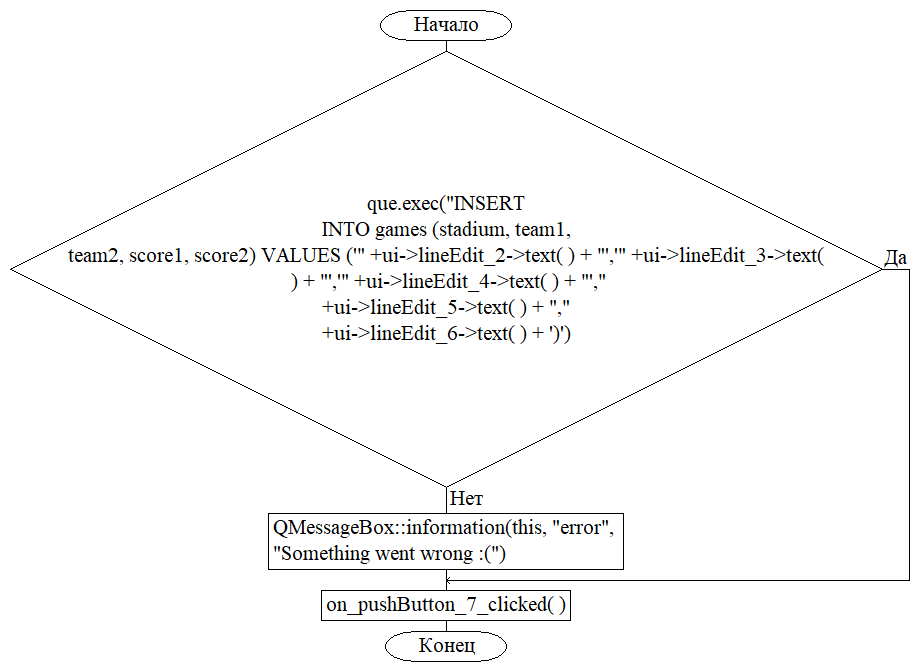 Начало
que.exec("INSERT
INTO games (stadium, team1,
team2, score1, score2) VALUES ('" +ui->lineEdit_2->text( ) + "','" +ui->lineEdit_3->text(
) + "','" +ui->lineEdit_4->text( ) + "',"
+ui->lineEdit_5->text( ) + ","
+ui->lineEdit_6->text( ) + ')')
Да
Нет
QMessageBox::information(this, "error",
"Something went wrong :(")
on_pushButton_7_clicked( )
Конец